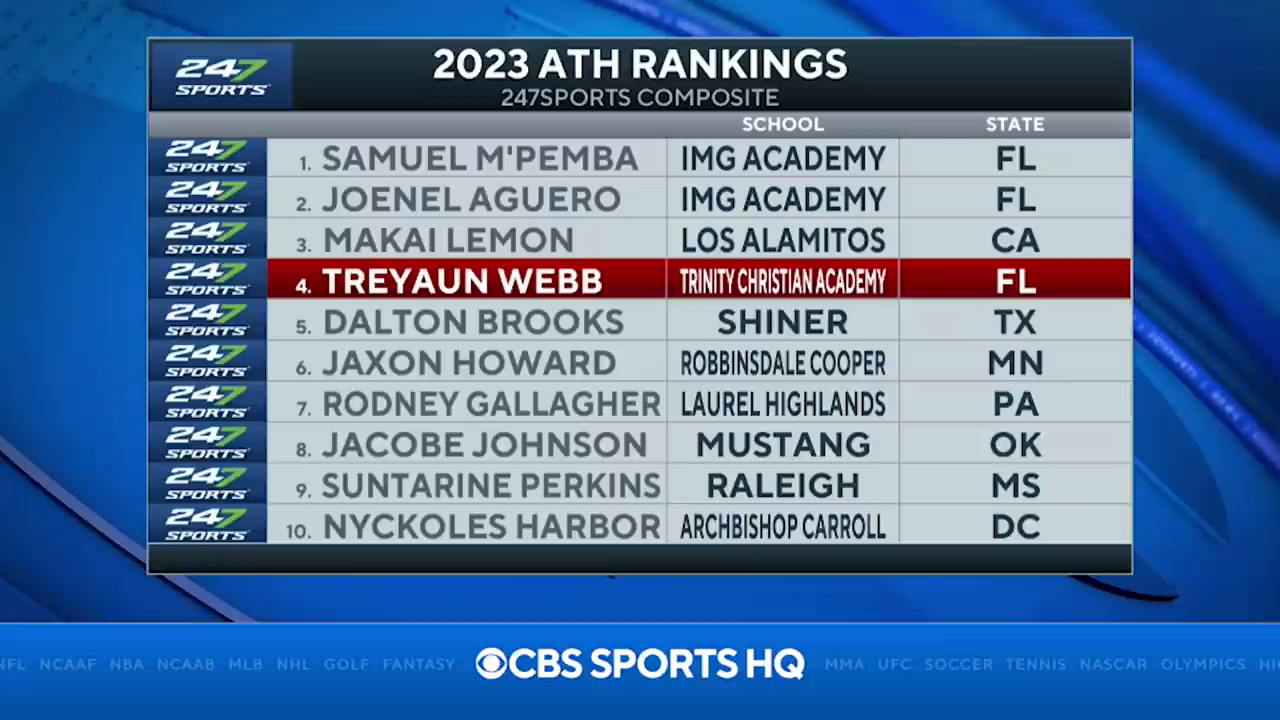 247 SPORTS
2023 ATH RANKINGS
247SPORTS COMPOSITE
SCHOOL STATE
247 SPORTS 1. SAMUEL M'PEMBA IMG ACADEMY FL
247 SPORTS 2. JOENEL AGUERO IMG ACADEMY FL
247 SPORTS 3. MAKAI LEMON LOS ALAMITOS CA
247 SPORTS 4. TREYAUN WEBB TRINITY CHRISTIAN ACADEMY FL
247 SPORTS 5. DALTON BROOKS SHINER TX
247 SPORTS 6. JAXON HOWARD ROBBINSDALE COOPER MN
247 SPORTS 7. RODNEY GALLAGHER LAUREL HIGHLANDS PA
247 SPORTS 8. JACOBE JOHNSON MUSTANG OK
247 SPORTS 9. SUNTARINE PERKINS RALEIGH MS
247 SPORTS 10. NYCKOLES HARBOR ARCHBISHOP CARROLL DC
NFL NCAAF NBA NCAAB MLB NHL GOLF FANTASY CBS SPORTS HQ MMA UFC SOCCER TENNIS NASCAR OLYMPICS